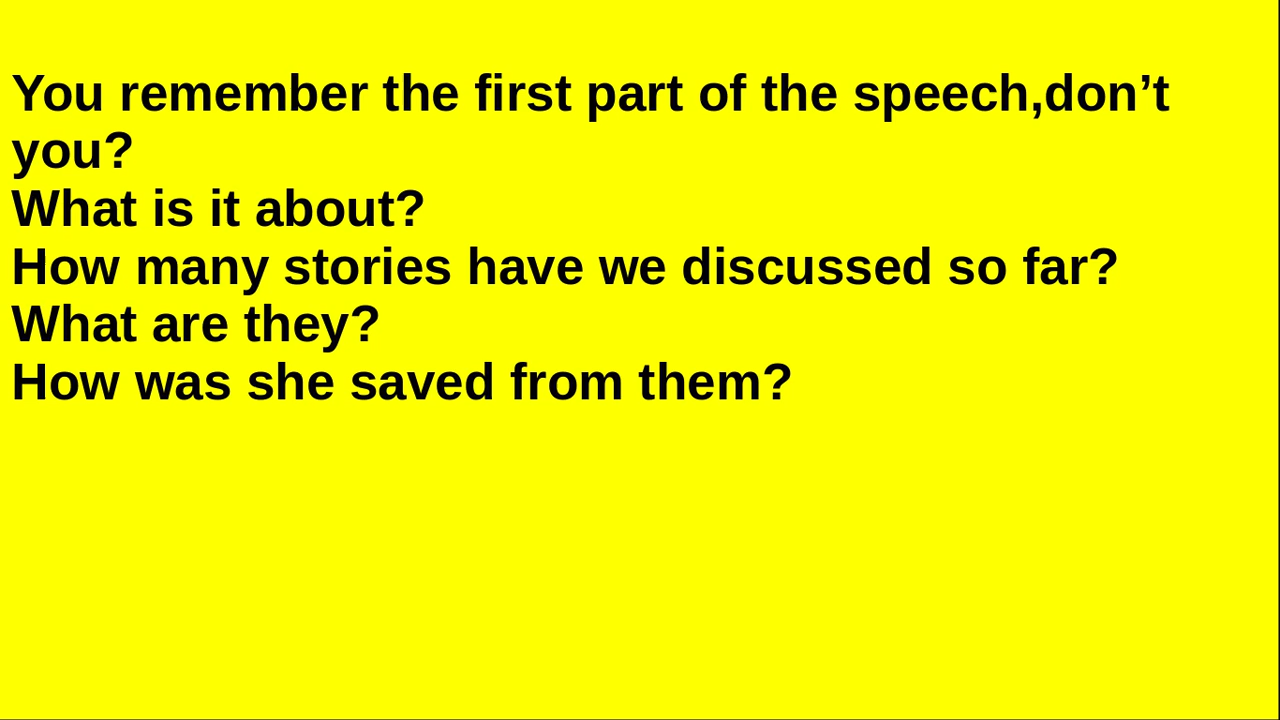 You remember the first part of the speech,don’t
you?
What is it about?
How many stories have we discussed so far?
What are they?
How was she saved from them?